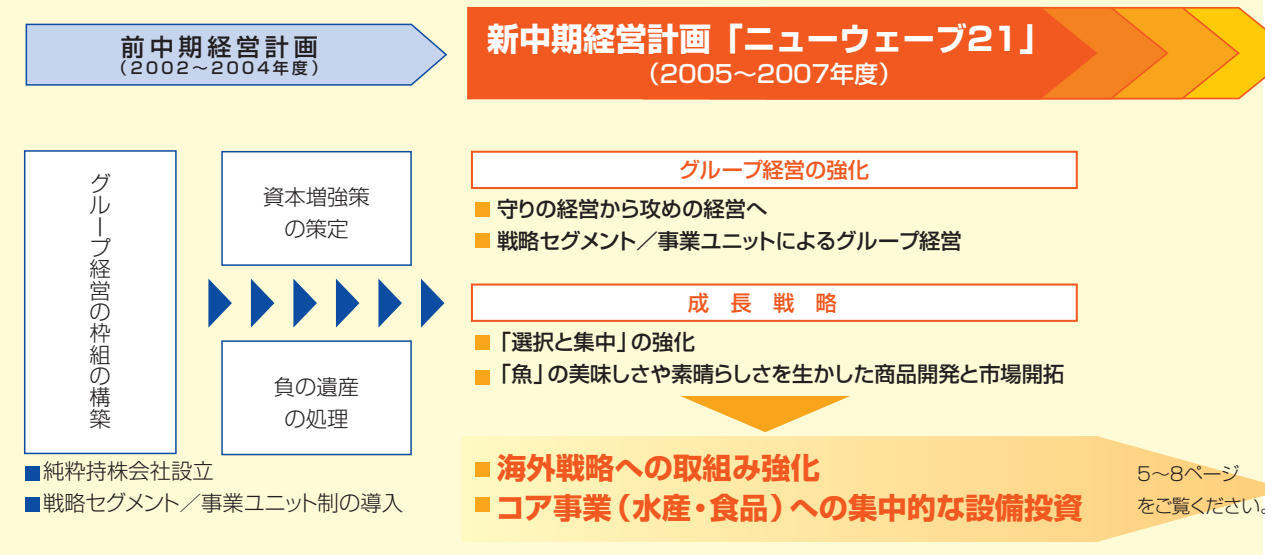 前中期経営計画
（2002〜2004年度）
新中期経営計画「ニューウェーブ21」
（2005〜2007年度）
グループ経営の枠組の構築
資本増強策
の策定
負の遺産
の処理
■純粋持株会社設立
■戦略セグメント／事業ユニット制の導入
グループ経営の強化
■ 守りの経営から攻めの経営へ
■ 戦略セグメント／事業ユニットによるグループ経営
成長戦略
■「選択と集中」の強化
■「魚」の美味しさや素晴らしさを生かした商品開発と市場開拓
■ 海外戦略への取組み強化
■ コア事業（水産・食品）への集中的な設備投資
5〜8ページ
をご覧ください。